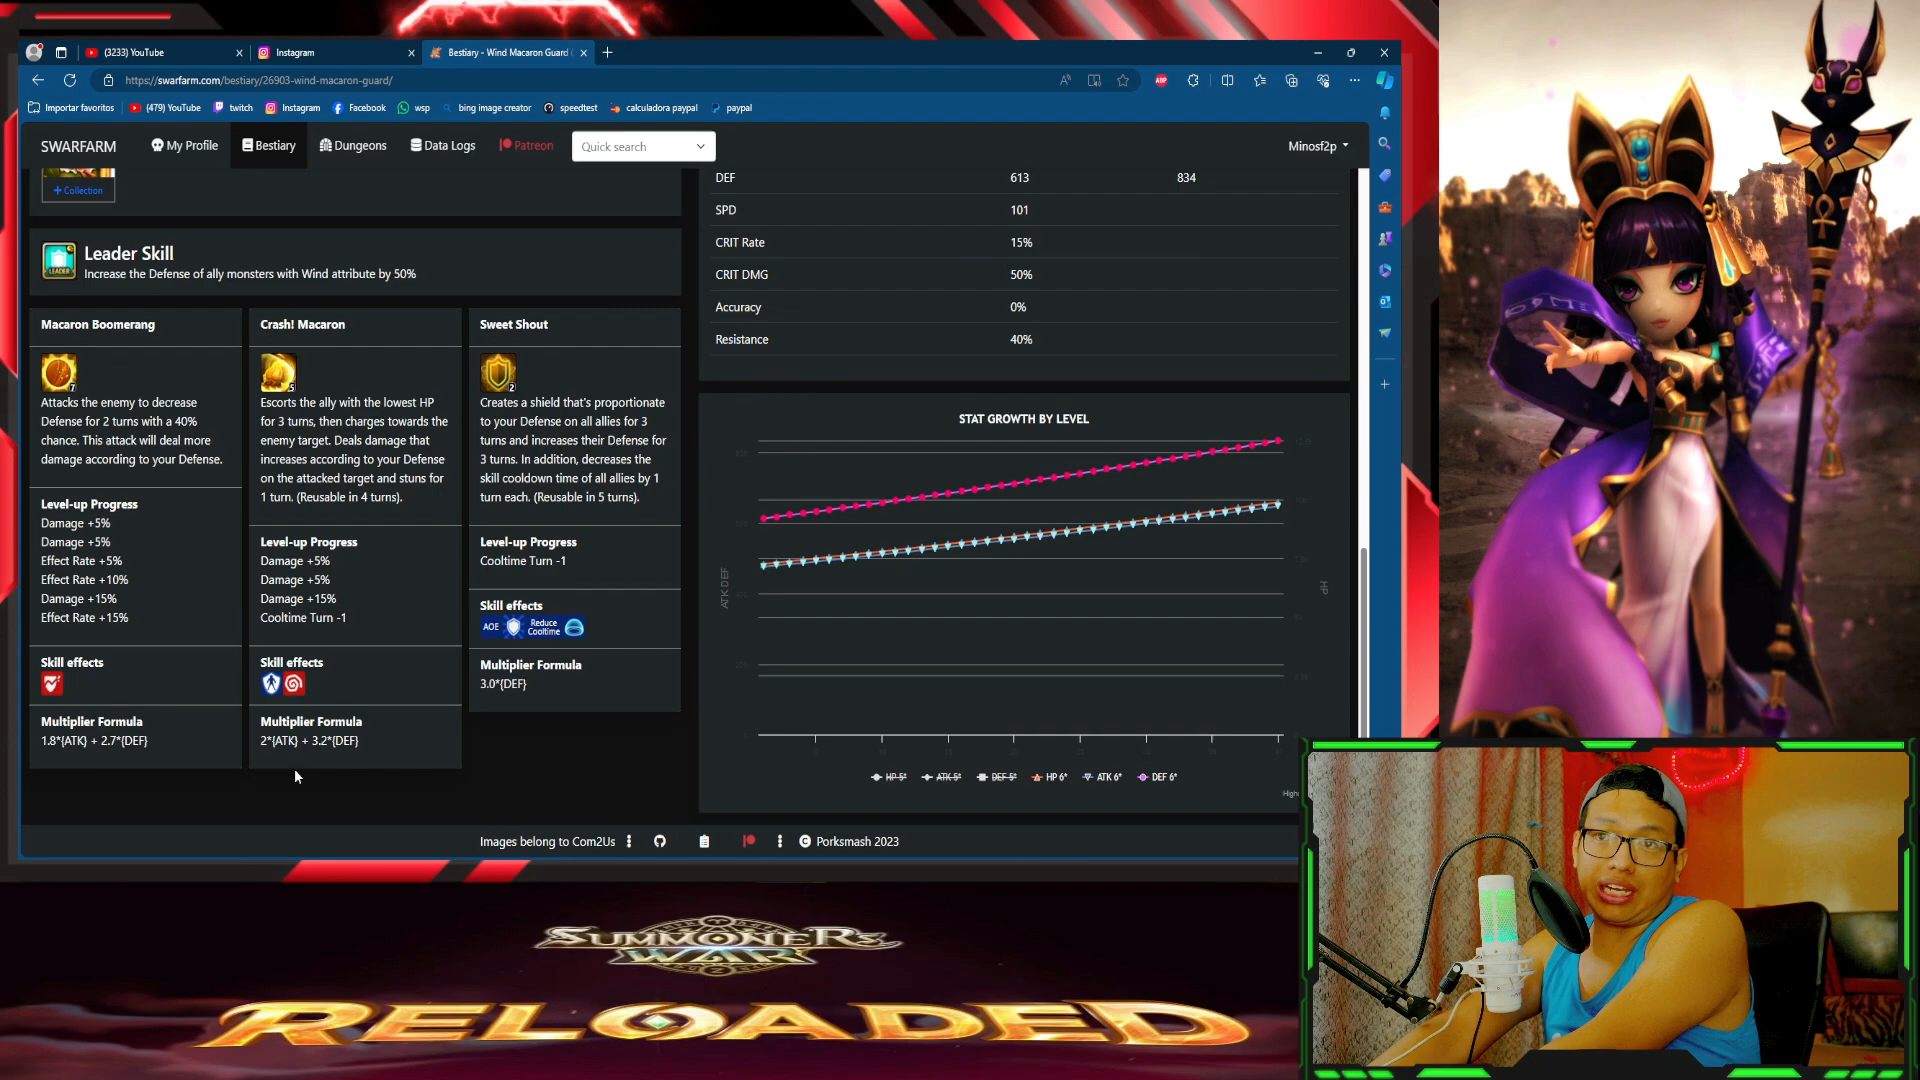 (3233) YouTube
Instagram
Bestiary - Wind Macaron Guard
https://swarfarm.com/bestiary/26903-wind-macaron-guard/
Importar favoritos
(479) YouTube
twitch
Instagram
Facebook
wsp
bing image creator
speedtest
calculadora paypal
paypal
SWARFARM
My Profile
Bestiary
Dungeons
Data Logs
Patreon
Quick search
Minosf2p
+ Collection
DEF 613 834
SPD 101
CRIT Rate 15%
CRIT DMG 50%
Accuracy 0%
Resistance 40%
LEADER
Leader Skill
Increase the Defense of ally monsters with Wind attribute by 50%
Macaron Boomerang
7
Attacks the enemy to decrease
Defense for 2 turns with a 40%
chance. This attack will deal more
damage according to your Defense.
Level-up Progress
Damage +5%
Damage +5%
Effect Rate +5%
Effect Rate +10%
Damage +15%
Effect Rate +15%
Skill effects
Multiplier Formula
1.8*{ATK} + 2.7*{DEF}
Crash! Macaron
5
Escorts the ally with the lowest HP
for 3 turns, then charges towards the
enemy target. Deals damage that
increases according to your Defense
on the attacked target and stuns for
1 turn. (Reusable in 4 turns).
Level-up Progress
Damage +5%
Damage +5%
Damage +15%
Cooltime Turn -1
Skill effects
Multiplier Formula
2*{ATK} + 3.2*{DEF}
Sweet Shout
2
Creates a shield that's proportionate
to your Defense on all allies for 3
turns and increases their Defense for
3 turns. In addition, decreases the
skill cooldown time of all allies by 1
turn each. (Reusable in 5 turns).
Level-up Progress
Cooltime Turn -1
Skill effects
AOE
Reduce
Cooltime
Multiplier Formula
3.0*{DEF}
STAT GROWTH BY LEVEL
ATK DEF
HP
HP 5*
ATK 5*
DEF 5*
HP 6*
ATK 6*
DEF 6*
High
Images belong to Com2Us
Porksmash 2023
SUMMONERS
WAR
RELOADED